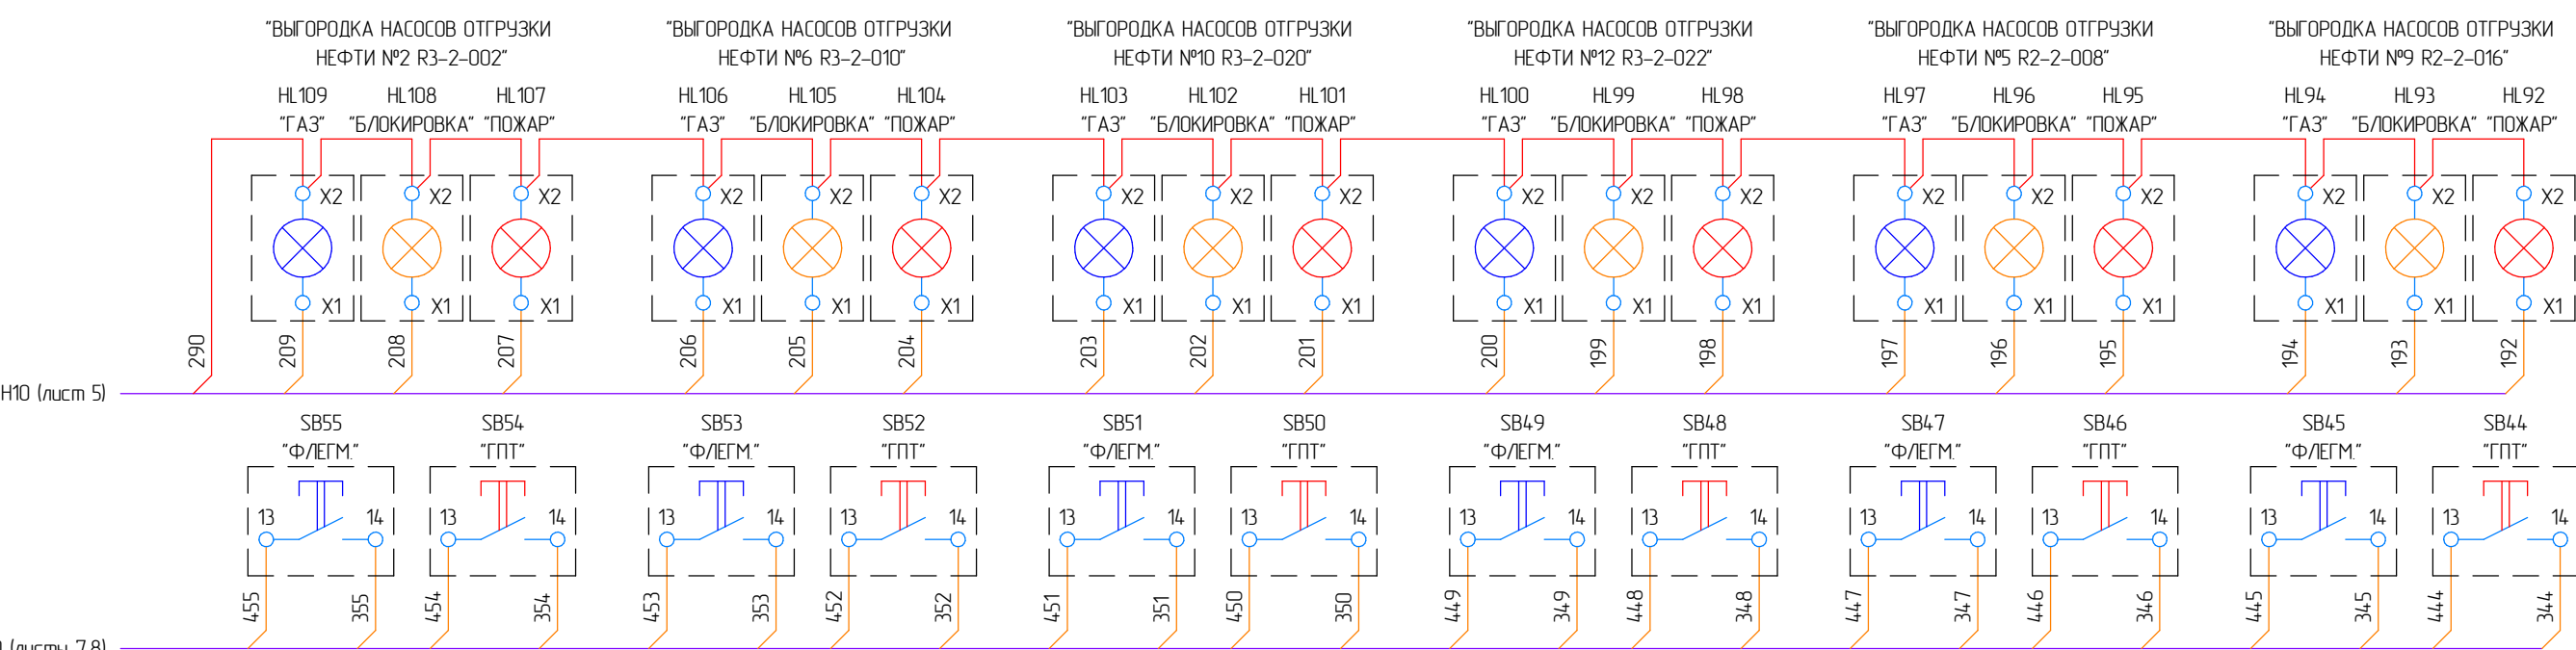 "ВЫГОРОДКА НАСОСОВ ОТГРУЗКИ
НЕФТИ №2 R3-2-002"
"ВЫГОРОДКА НАСОСОВ ОТГРУЗКИ
НЕФТИ №6 R3-2-010"
"ВЫГОРОДКА НАСОСОВ ОТГРУЗКИ
НЕФТИ №10 R3-2-020"
"ВЫГОРОДКА НАСОСОВ ОТГРУЗКИ
НЕФТИ №12 R3-2-022"
"ВЫГОРОДКА НАСОСОВ ОТГРУЗКИ
НЕФТИ №5 R2-2-008"
"ВЫГОРОДКА НАСОСОВ ОТГРУЗКИ
НЕФТИ №9 R2-2-016"
HL109 HL108 HL107 HL106 HL105 HL104 HL103 HL102 HL101 HL100 HL99 HL98 HL97 HL96 HL95 HL94 HL93 HL92
"ГАЗ" "БЛОКИРОВКА" "ПОЖАР" "ГАЗ" "БЛОКИРОВКА" "ПОЖАР" "ГАЗ" "БЛОКИРОВКА" "ПОЖАР" "ГАЗ" "БЛОКИРОВКА" "ПОЖАР" "ГАЗ" "БЛОКИРОВКА" "ПОЖАР" "ГАЗ" "БЛОКИРОВКА" "ПОЖАР"
X2 X2 X2 X2 X2 X2 X2 X2 X2 X2 X2 X2 X2 X2 X2 X2 X2 X2
X1 X1 X1 X1 X1 X1 X1 X1 X1 X1 X1 X1 X1 X1 X1 X1 X1 X1
290 209 208 207 206 205 204 203 202 201 200 199 198 197 196 195 194 193 192
Н10 (лист 5)
SB55 SB54 SB53 SB52 SB51 SB50 SB49 SB48 SB47 SB46 SB45 SB44
"ФЛЕГМ." "ГПТ" "ФЛЕГМ." "ГПТ" "ФЛЕГМ." "ГПТ" "ФЛЕГМ." "ГПТ" "ФЛЕГМ." "ГПТ" "ФЛЕГМ." "ГПТ"
13 14 13 14 13 14 13 14 13 14 13 14 13 14 13 14 13 14 13 14 13 14 13 14
455 355 454 354 453 353 452 352 451 351 450 350 449 349 448 348 447 347 446 346 445 345 444 344
(листы 7,8)